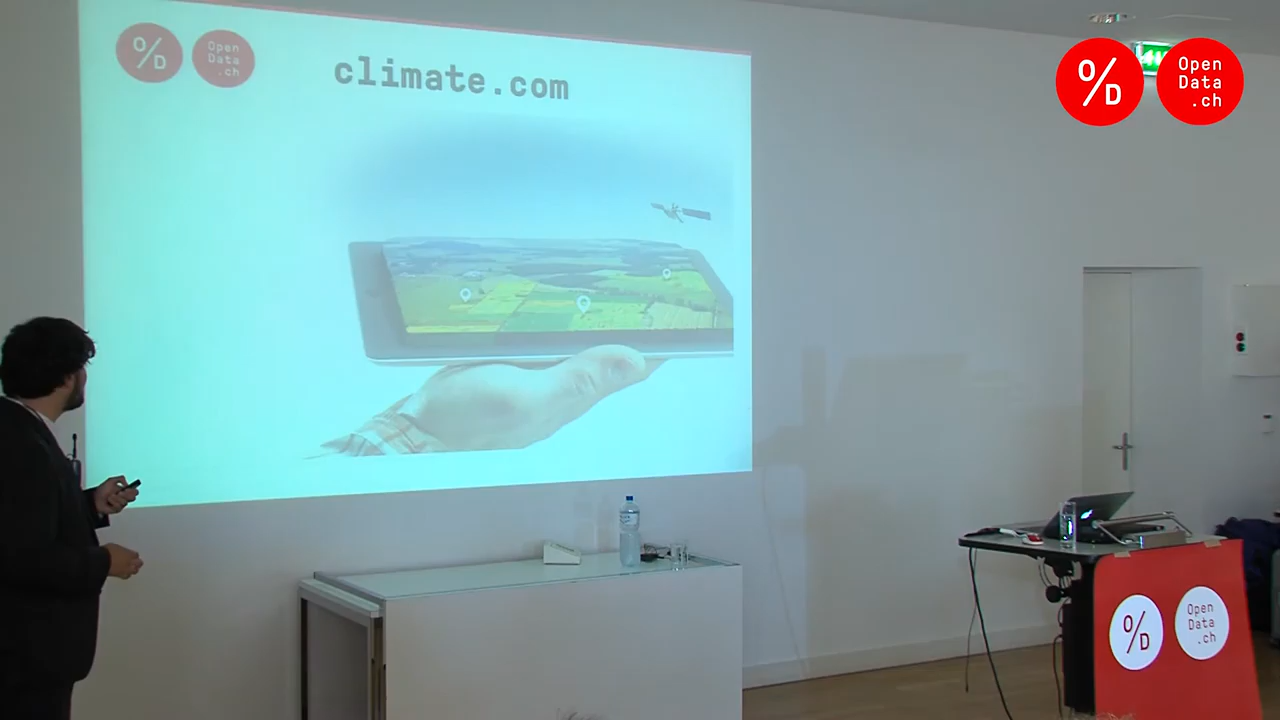 %D
Open
Data
.ch
climate.com
%D
Open
Data
.ch
%D
Open
Data
.ch